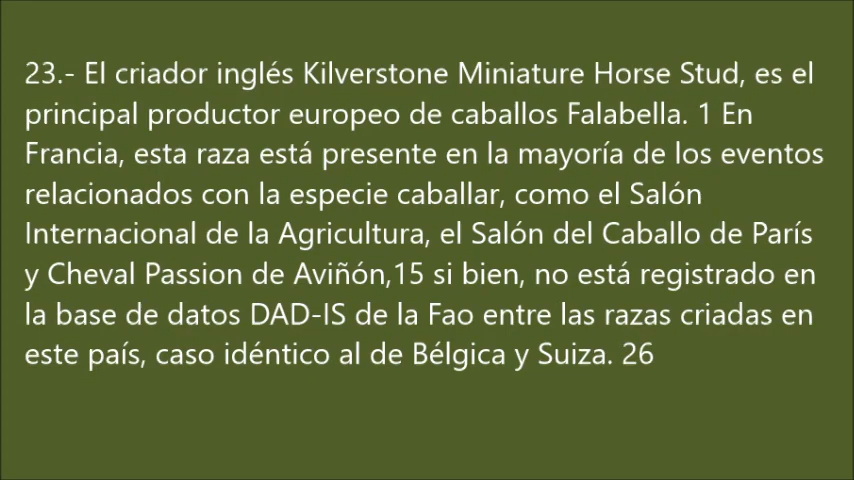 23.- El criador inglés Kilverstone Miniature Horse Stud, es el
principal productor europeo de caballos Falabella. 1 En
Francia, esta raza está presente en la mayoría de los eventos
relacionados con la especie caballar, como el Salón
Internacional de la Agricultura, el Salón del Caballo de París
y Cheval Passion de Aviñón,15 si bien, no está registrado en
la base de datos DAD-IS de la Fao entre las razas criadas en
este país, caso idéntico al de Bélgica y Suiza. 26